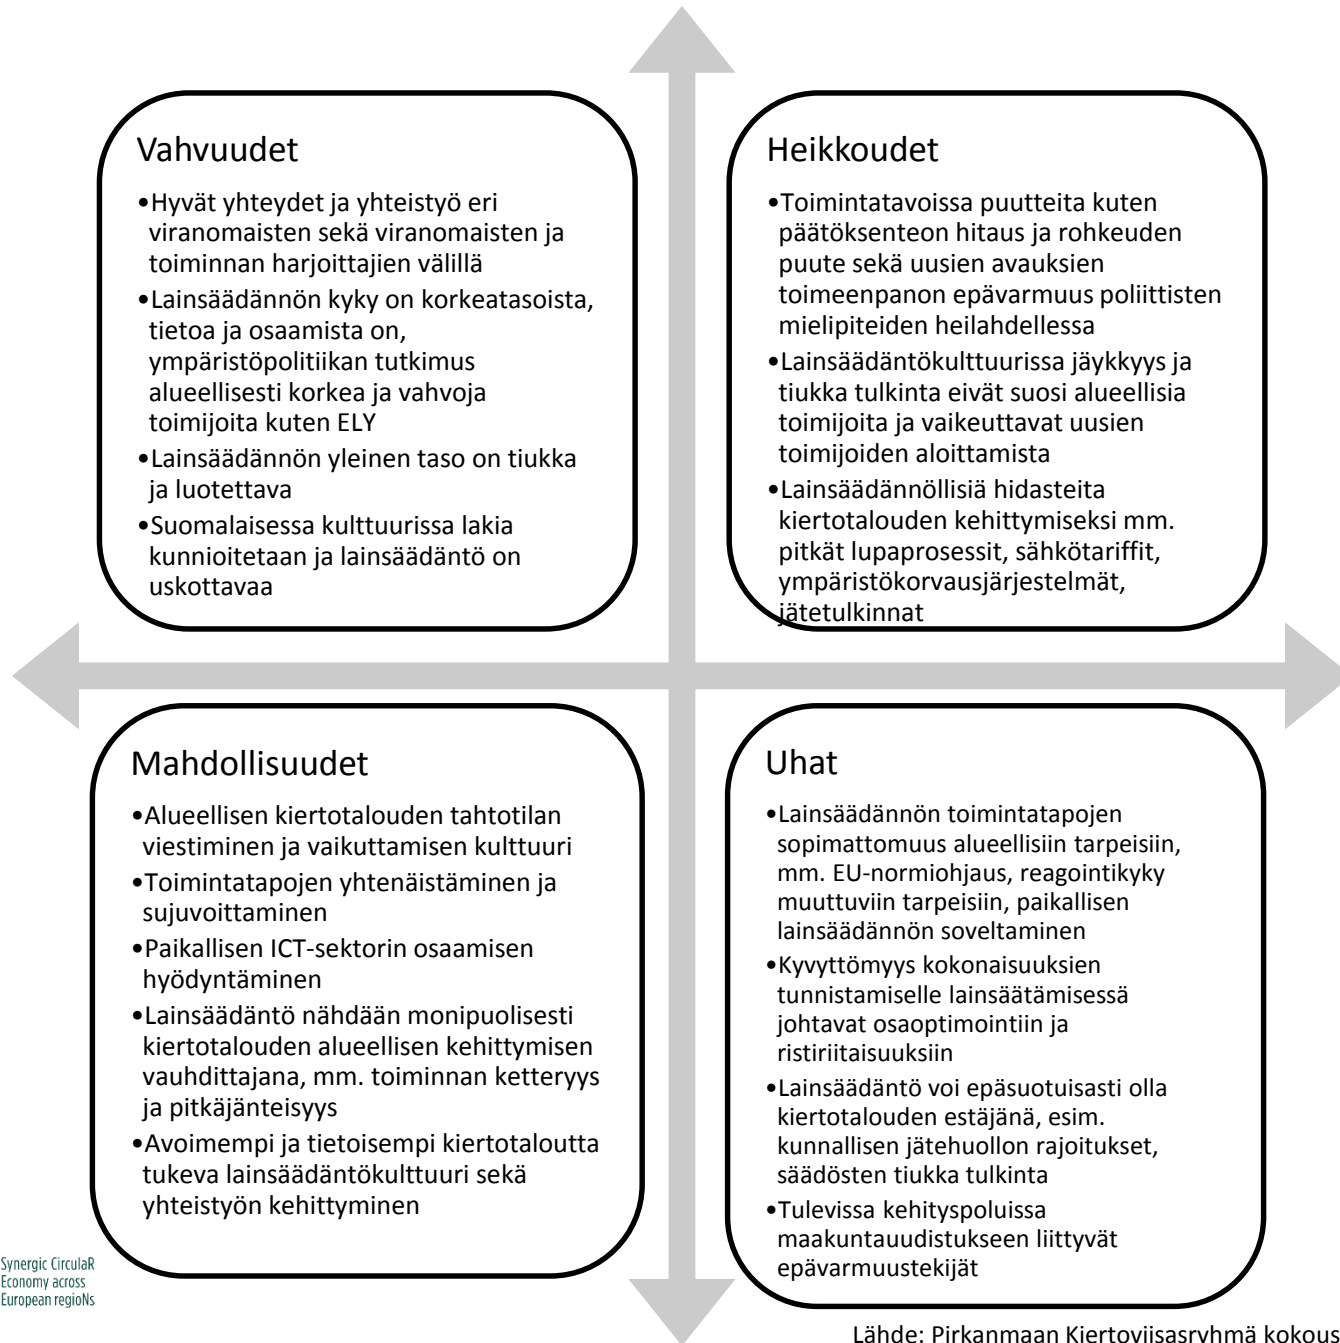 Vahvuudet
•Hyvät yhteydet ja yhteistyö eri
viranomaisten sekä viranomaisten ja
toiminnan harjoittajien välillä
•Lainsäädännön kyky on korkeatasoista,
tietoa ja osaamista on,
ympäristöpolitiikan tutkimus
alueellisesti korkea ja vahvoja
toimijoita kuten ELY
•Lainsäädännön yleinen taso on tiukka
ja luotettava
•Suomalaisessa kulttuurissa lakia
kunnioitetaan ja lainsäädäntö on
uskottavaa
Heikkoudet
•Toimintatavoissa puutteita kuten
päätöksenteon hitaus ja rohkeuden
puute sekä uusien avauksien
toimeenpanon epävarmuus poliittisten
mielipiteiden heilahdellessa
•Lainsäädäntökulttuurissa jäykkyys ja
tiukka tulkinta eivät suosi alueellisia
toimijoita ja vaikeuttavat uusien
toimijoiden aloittamista
•Lainsäädännöllisiä hidasteita
kiertotalouden kehittymiseksi mm.
pitkät lupaprosessit, sähkötariffit,
ympäristökorvausjärjestelmät,
jätetulkinnat
Mahdollisuudet
•Alueellisen kiertotalouden tahtotilan
viestiminen ja vaikuttamisen kulttuuri
•Toimintatapojen yhtenäistäminen ja
sujuvoittaminen
•Paikallisen ICT-sektorin osaamisen
hyödyntäminen
•Lainsäädäntö nähdään monipuolisesti
kiertotalouden alueellisen kehittymisen
vauhdittajana, mm. toiminnan ketteryys
ja pitkäjänteisyys
•Avoimempi ja tietoisempi kiertotaloutta
tukeva lainsäädäntökulttuuri sekä
yhteistyön kehittyminen
Uhat
•Lainsäädännön toimintatapojen
sopimattomuus alueellisiin tarpeisiin,
mm. EU-normiohjaus, reagointikyky
muuttuviin tarpeisiin, paikallisen
lainsäädännön soveltaminen
•Kyvyttömyys kokonaisuuksien
tunnistamiselle lainsäätämisessä
johtavat osaoptimointiin ja
ristiriitaisuuksiin
•Lainsäädäntö voi epäsuotuisasti olla
kiertotalouden estäjänä, esim.
kunnallisen jätehuollon rajoitukset,
säädösten tiukka tulkinta
•Tulevissa kehityspoluissa
maakuntauudistukseen liittyvät
epävarmuustekijät
Synergic CirculaR
Economy across
European regioNs
Lähde: Pirkanmaan Kiertoviisasryhmä kokous